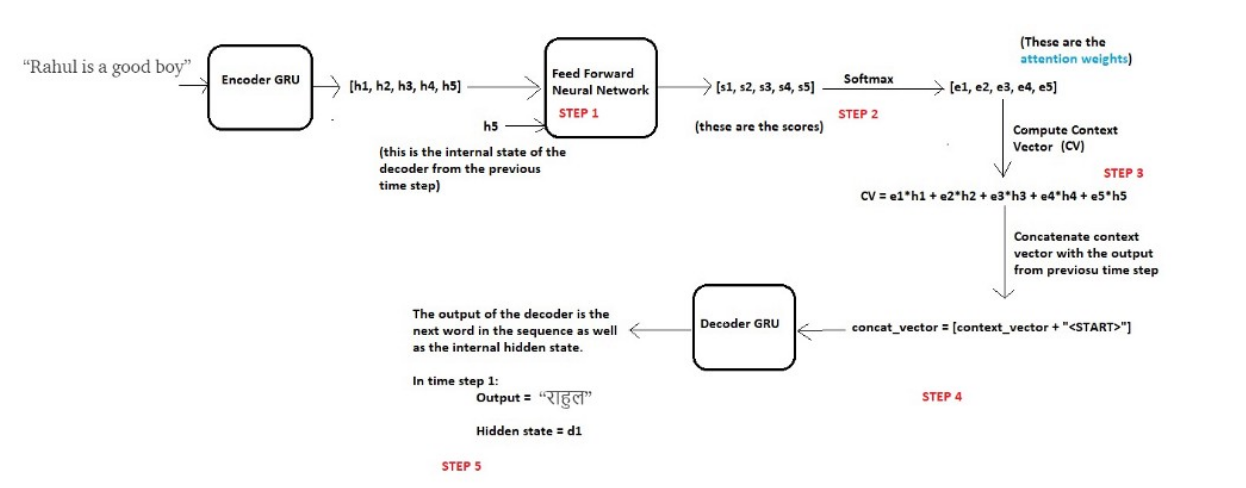 “Rahul is a good boy”
Encoder GRU
[h1, h2, h3, h4, h5]
h5
(this is the internal state of the
decoder from the previous
time step)
Feed Forward
Neural Network
STEP 1
[s1, s2, s3, s4, s5]
(these are the scores)
Softmax
STEP 2
(These are the
attention weights)
[e1, e2, e3, e4, e5]
Compute Context
Vector (CV)
STEP 3
CV = e1*h1 + e2*h2 + e3*h3 + e4*h4 + e5*h5
Concatenate context
vector with the output
from previosu time step
concat_vector = [context_vector + "<START>"]
STEP 4
Decoder GRU
The output of the decoder is the
next word in the sequence as well
as the internal hidden state.
In time step 1:
Output = “राहुल”
Hidden state = d1
STEP 5